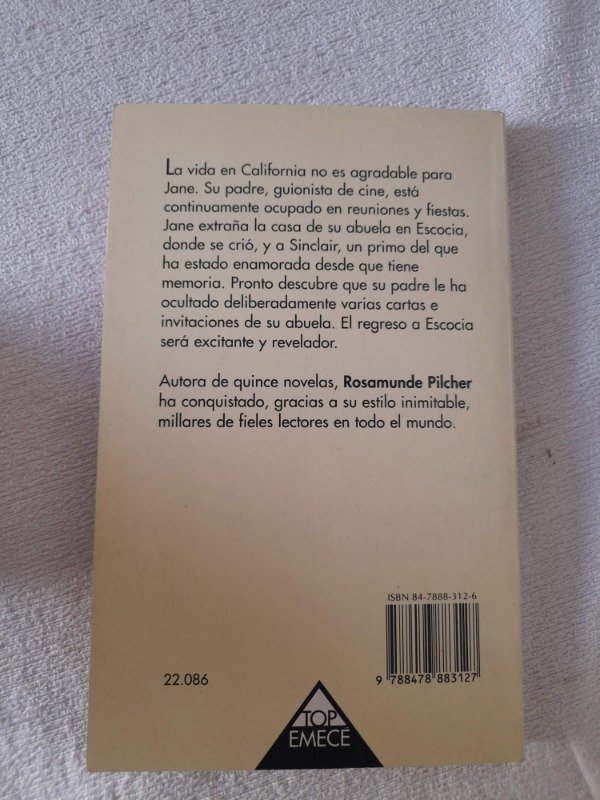 La vida en California no es agradable para
Jane. Su padre, guionista de cine, está
continuamente ocupado en reuniones y fiestas.
Jane extraña la casa de su abuela en Escocia,
donde se crió, y a Sinclair, un primo del que
ha estado enamorada desde que tiene
memoria. Pronto descubre que su padre le ha
ocultado deliberadamente varias cartas e
invitaciones de su abuela. El regreso a Escocia
será excitante y revelador.
Autora de quince novelas, Rosamunde Pilcher
ha conquistado, gracias a su estilo inimitable,
millares de fieles lectores en todo el mundo.
ISBN 84-7888-312-6
9 788478 883127
22.086
TOP
EMECÉ